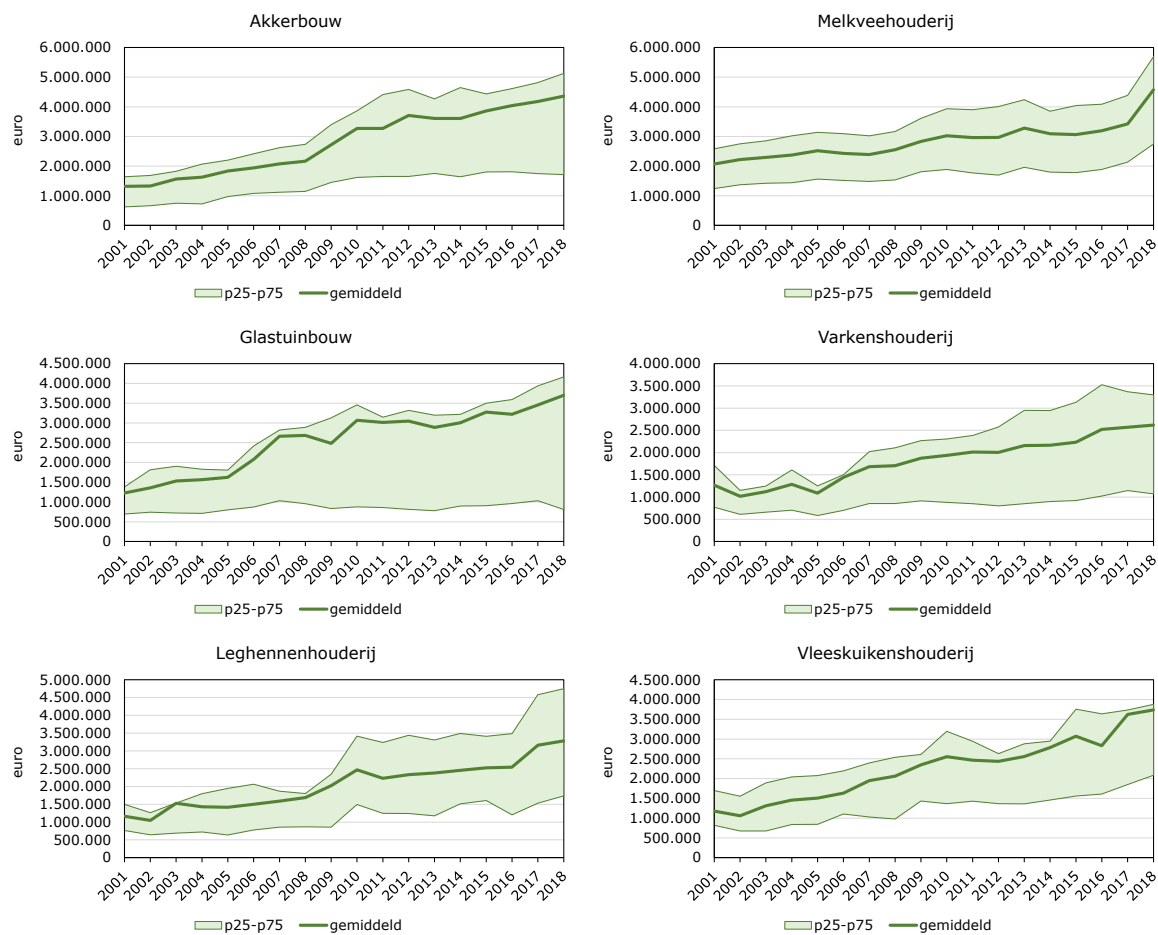 Akkerbouw
euro
6.000.000
5.000.000
4.000.000
3.000.000
2.000.000
1.000.000
0
2001 2002 2003 2004 2005 2006 2007 2008 2009 2010 2011 2012 2013 2014 2015 2016 2017 2018
p25-p75 gemiddeld
Melkveehouderij
euro
6.000.000
5.000.000
4.000.000
3.000.000
2.000.000
1.000.000
0
2001 2002 2003 2004 2005 2006 2007 2008 2009 2010 2011 2012 2013 2014 2015 2016 2017 2018
p25-p75 gemiddeld
Glastuinbouw
euro
4.500.000
4.000.000
3.500.000
3.000.000
2.500.000
2.000.000
1.500.000
1.000.000
500.000
0
2001 2002 2003 2004 2005 2006 2007 2008 2009 2010 2011 2012 2013 2014 2015 2016 2017 2018
p25-p75 gemiddeld
Varkenshouderij
euro
4.000.000
3.500.000
3.000.000
2.500.000
2.000.000
1.500.000
1.000.000
500.000
0
2001 2002 2003 2004 2005 2006 2007 2008 2009 2010 2011 2012 2013 2014 2015 2016 2017 2018
p25-p75 gemiddeld
Leghennenhouderij
euro
5.000.000
4.500.000
4.000.000
3.500.000
3.000.000
2.500.000
2.000.000
1.500.000
1.000.000
500.000
0
2001 2002 2003 2004 2005 2006 2007 2008 2009 2010 2011 2012 2013 2014 2015 2016 2017 2018
p25-p75 gemiddeld
Vleeskuikenshouderij
euro
4.500.000
4.000.000
3.500.000
3.000.000
2.500.000
2.000.000
1.500.000
1.000.000
500.000
0
2001 2002 2003 2004 2005 2006 2007 2008 2009 2010 2011 2012 2013 2014 2015 2016 2017 2018
p25-p75 gemiddeld